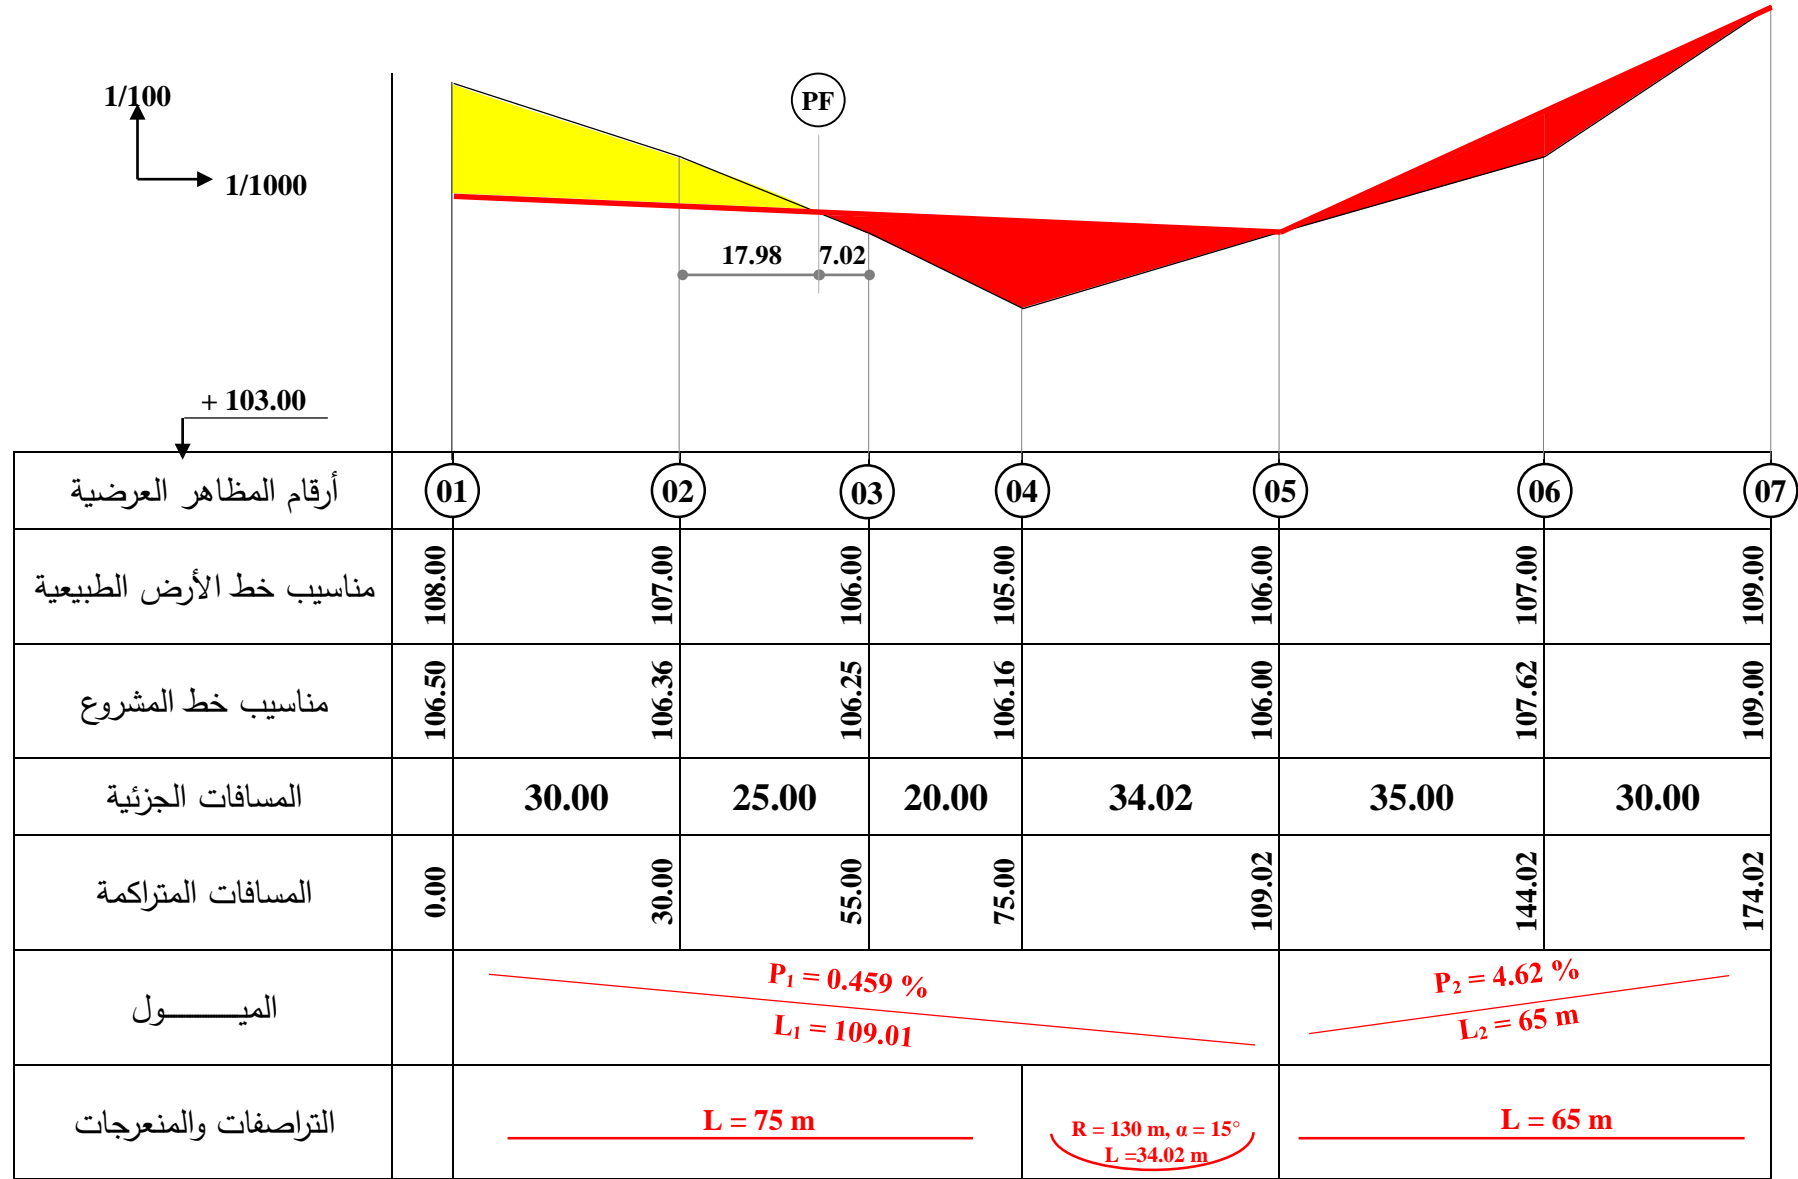 1/100
1/1000
PF
17.98 7.02
+ 103.00
أرقام المظاهر العرضية 01 02 03 04 05 06 07
مناسيب خط الأرض الطبيعية 108.00 107.00 106.00 105.00 106.00 107.00 109.00
مناسيب خط المشروع 106.50 106.36 106.25 106.16 106.00 107.62 109.00
المسافات الجزئية 30.00 25.00 20.00 34.02 35.00 30.00
المسافات المتراكمة 0.00 30.00 55.00 75.00 109.02 144.02 174.02
الميــــــــول
P₁ = 0.459 %
L₁ = 109.01
P₂ = 4.62 %
L₂ = 65 m
التراصفات والمنعرجات
L = 75 m
R = 130 m, α = 15°
L =34.02 m
L = 65 m